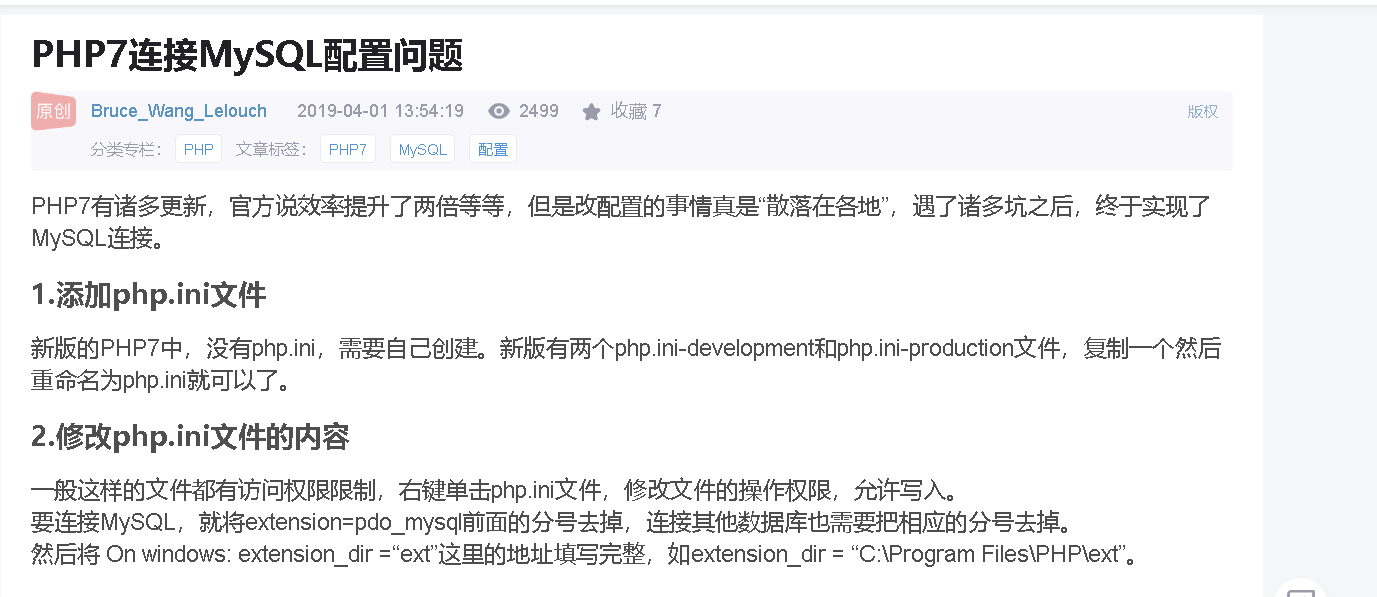 PHP7连接MySQL配置问题
原创 Bruce_Wang_Lelouch 2019-04-01 13:54:19 2499 收藏 7 版权
分类专栏： PHP 文章标签： PHP7 MySQL 配置
PHP7有诸多更新，官方说效率提升了两倍等等，但是改配置的事情真是“散落在各地”，遇了诸多坑之后，终于实现了
MySQL连接。
1.添加php.ini文件
新版的PHP7中，没有php.ini，需要自己创建。新版有两个php.ini-development和php.ini-production文件，复制一个然后
重命名为php.ini就可以了。
2.修改php.ini文件的内容
一般这样的文件都有访问权限限制，右键单击php.ini文件，修改文件的操作权限，允许写入。
要连接MySQL，就将extension=pdo_mysql前面的分号去掉，连接其他数据库也需要把相应的分号去掉。
然后将 On windows: extension_dir =“ext”这里的地址填写完整，如extension_dir = “C:\Program Files\PHP\ext”。